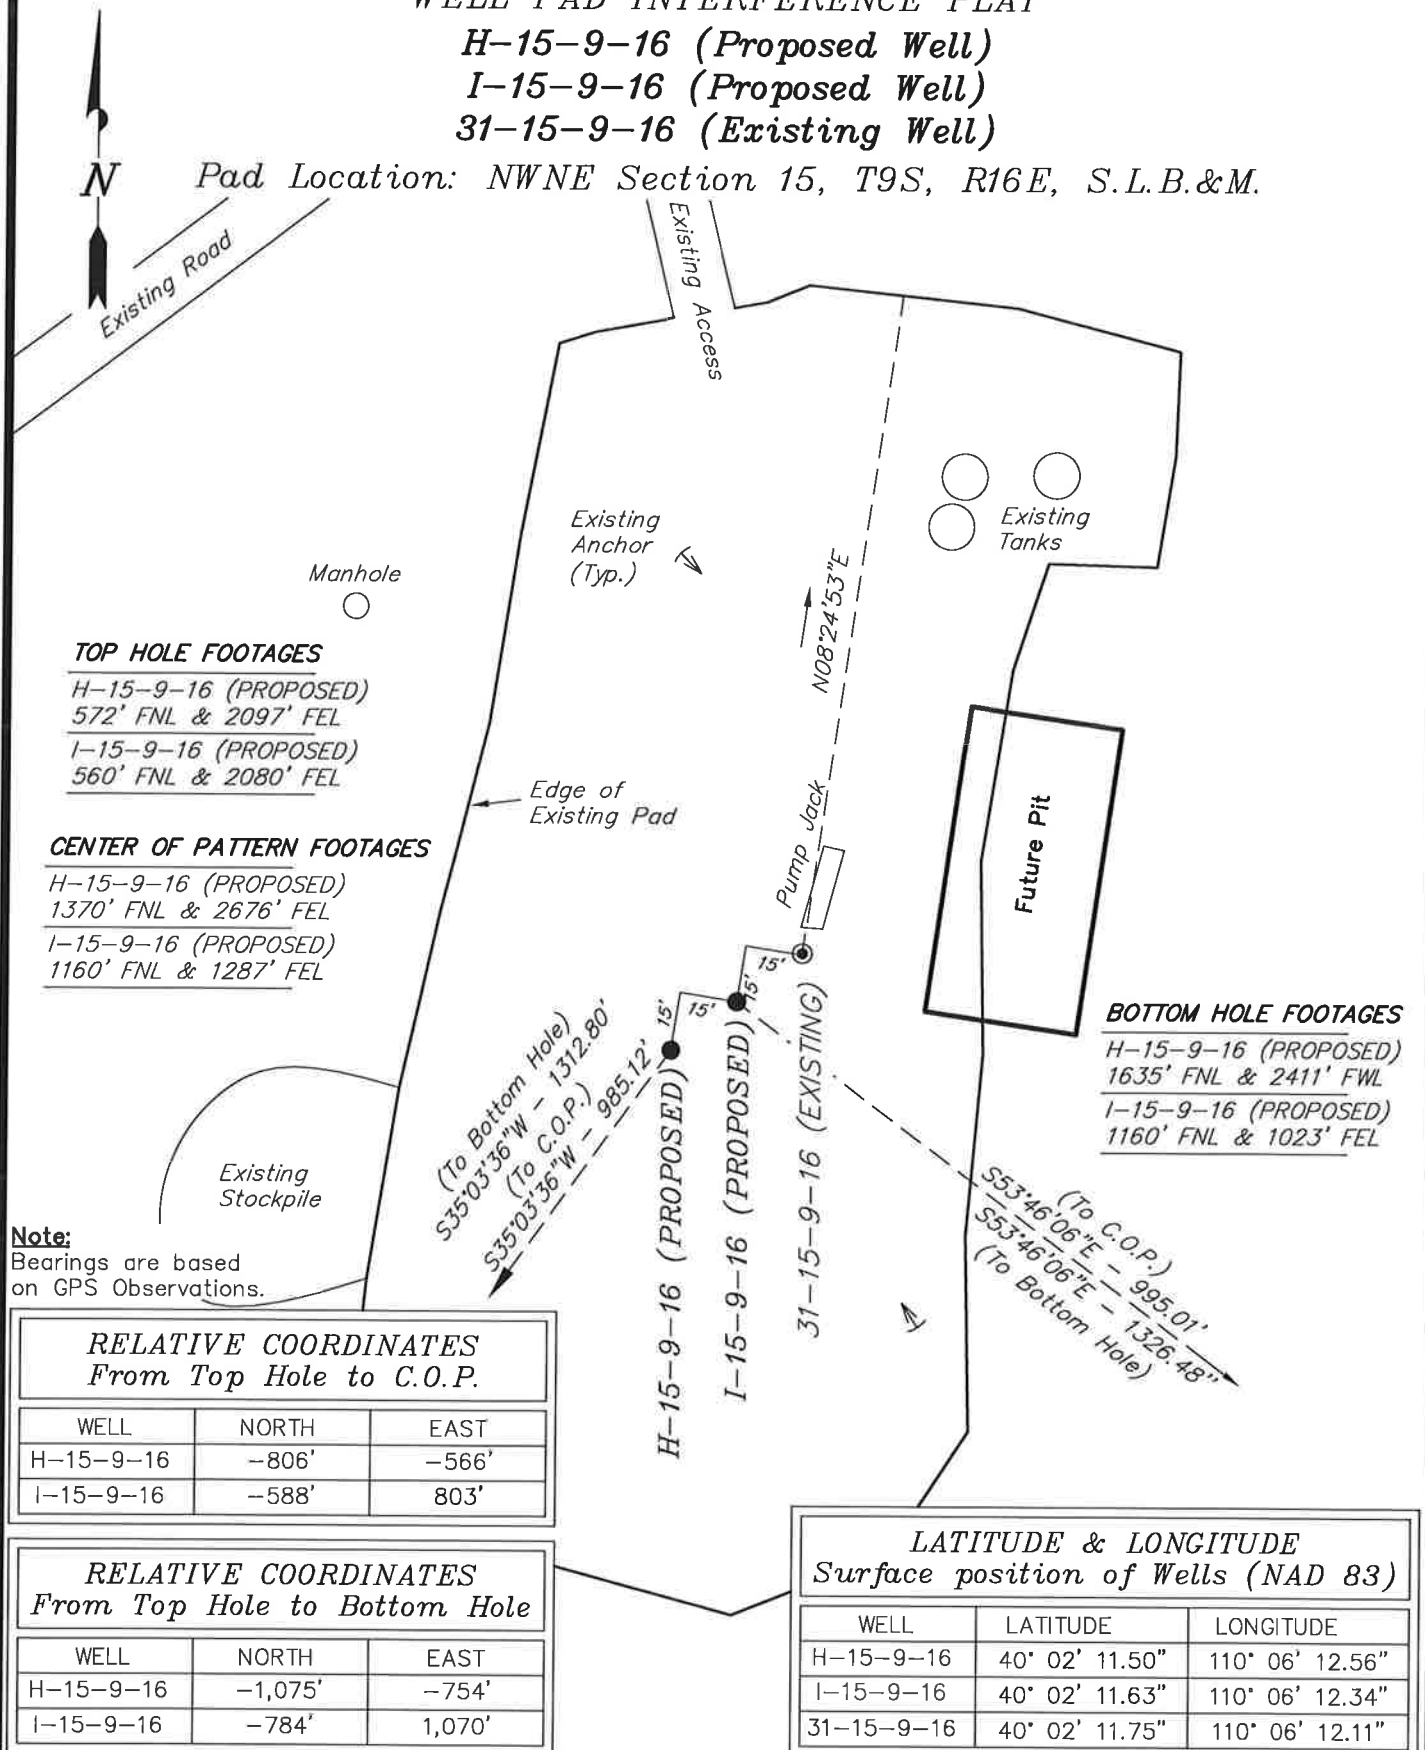 WELL PAD INTERFERENCE PLAT
H-15-9-16 (Proposed Well)
I-15-9-16 (Proposed Well)
31-15-9-16 (Existing Well)
Pad Location: NWNE Section 15, T9S, R16E, S.L.B.&M.
N
Existing Road
Existing Access
Existing
Anchor
(Typ.)
Existing
Tanks
Manhole
N08°24'53"E
TOP HOLE FOOTAGES
H-15-9-16 (PROPOSED)
572' FNL & 2097' FEL
I-15-9-16 (PROPOSED)
560' FNL & 2080' FEL
Edge of
Existing Pad
Pump Jack
Future Pit
CENTER OF PATTERN FOOTAGES
H-15-9-16 (PROPOSED)
1370' FNL & 2676' FEL
I-15-9-16 (PROPOSED)
1160' FNL & 1287' FEL
15'
15'
15'
15'
BOTTOM HOLE FOOTAGES
H-15-9-16 (PROPOSED)
1635' FNL & 2411' FWL
I-15-9-16 (PROPOSED)
1160' FNL & 1023' FEL
(To Bottom Hole)
S35°03'36"W - 1312.80'
(To C.O.P.)
S35°03'36"W - 985.12'
H-15-9-16 (PROPOSED)
I-15-9-16 (PROPOSED)
31-15-9-16 (EXISTING)
(To C.O.P.)
S53°46'06"E - 995.01'
S53°46'06"E - 1326.48"
(To Bottom Hole)
Existing
Stockpile
Note:
Bearings are based
on GPS Observations.
RELATIVE COORDINATES
From Top Hole to C.O.P.
WELL NORTH EAST
H-15-9-16 -806' -566'
I-15-9-16 -588' 803'
RELATIVE COORDINATES
From Top Hole to Bottom Hole
WELL NORTH EAST
H-15-9-16 -1,075' -754'
I-15-9-16 -784' 1,070'
LATITUDE & LONGITUDE
Surface position of Wells (NAD 83)
WELL LATITUDE LONGITUDE
H-15-9-16 40° 02' 11.50" 110° 06' 12.56"
I-15-9-16 40° 02' 11.63" 110° 06' 12.34"
31-15-9-16 40° 02' 11.75" 110° 06' 12.11"